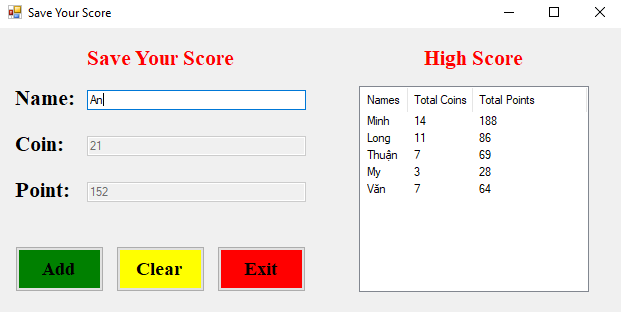 Save Your Score
Save Your Score
Name: An
Coin: 21
Point: 152
Add Clear Exit
High Score
Names Total Coins Total Points
Minh 14 188
Long 11 86
Thuận 7 69
My 3 28
Văn 7 64